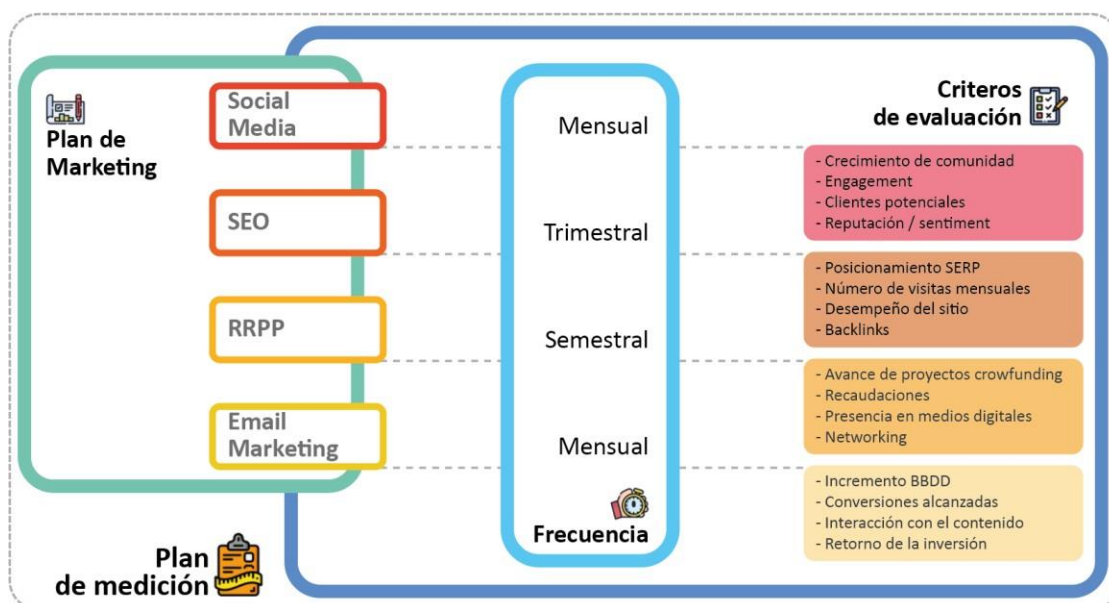 Plan de
Marketing
Social
Media
Mensual
Criteros
de evaluación
- Crecimiento de comunidad
- Engagement
- Clientes potenciales
- Reputación / sentiment
SEO
Trimestral
- Posicionamiento SERP
- Número de visitas mensuales
- Desempeño del sitio
- Backlinks
RRPP
Semestral
- Avance de proyectos crowfunding
- Recaudaciones
- Presencia en medios digitales
- Networking
Email
Marketing
Mensual
- Incremento BBDD
- Conversiones alcanzadas
- Interacción con el contenido
- Retorno de la inversión
Frecuencia
Plan
de medición